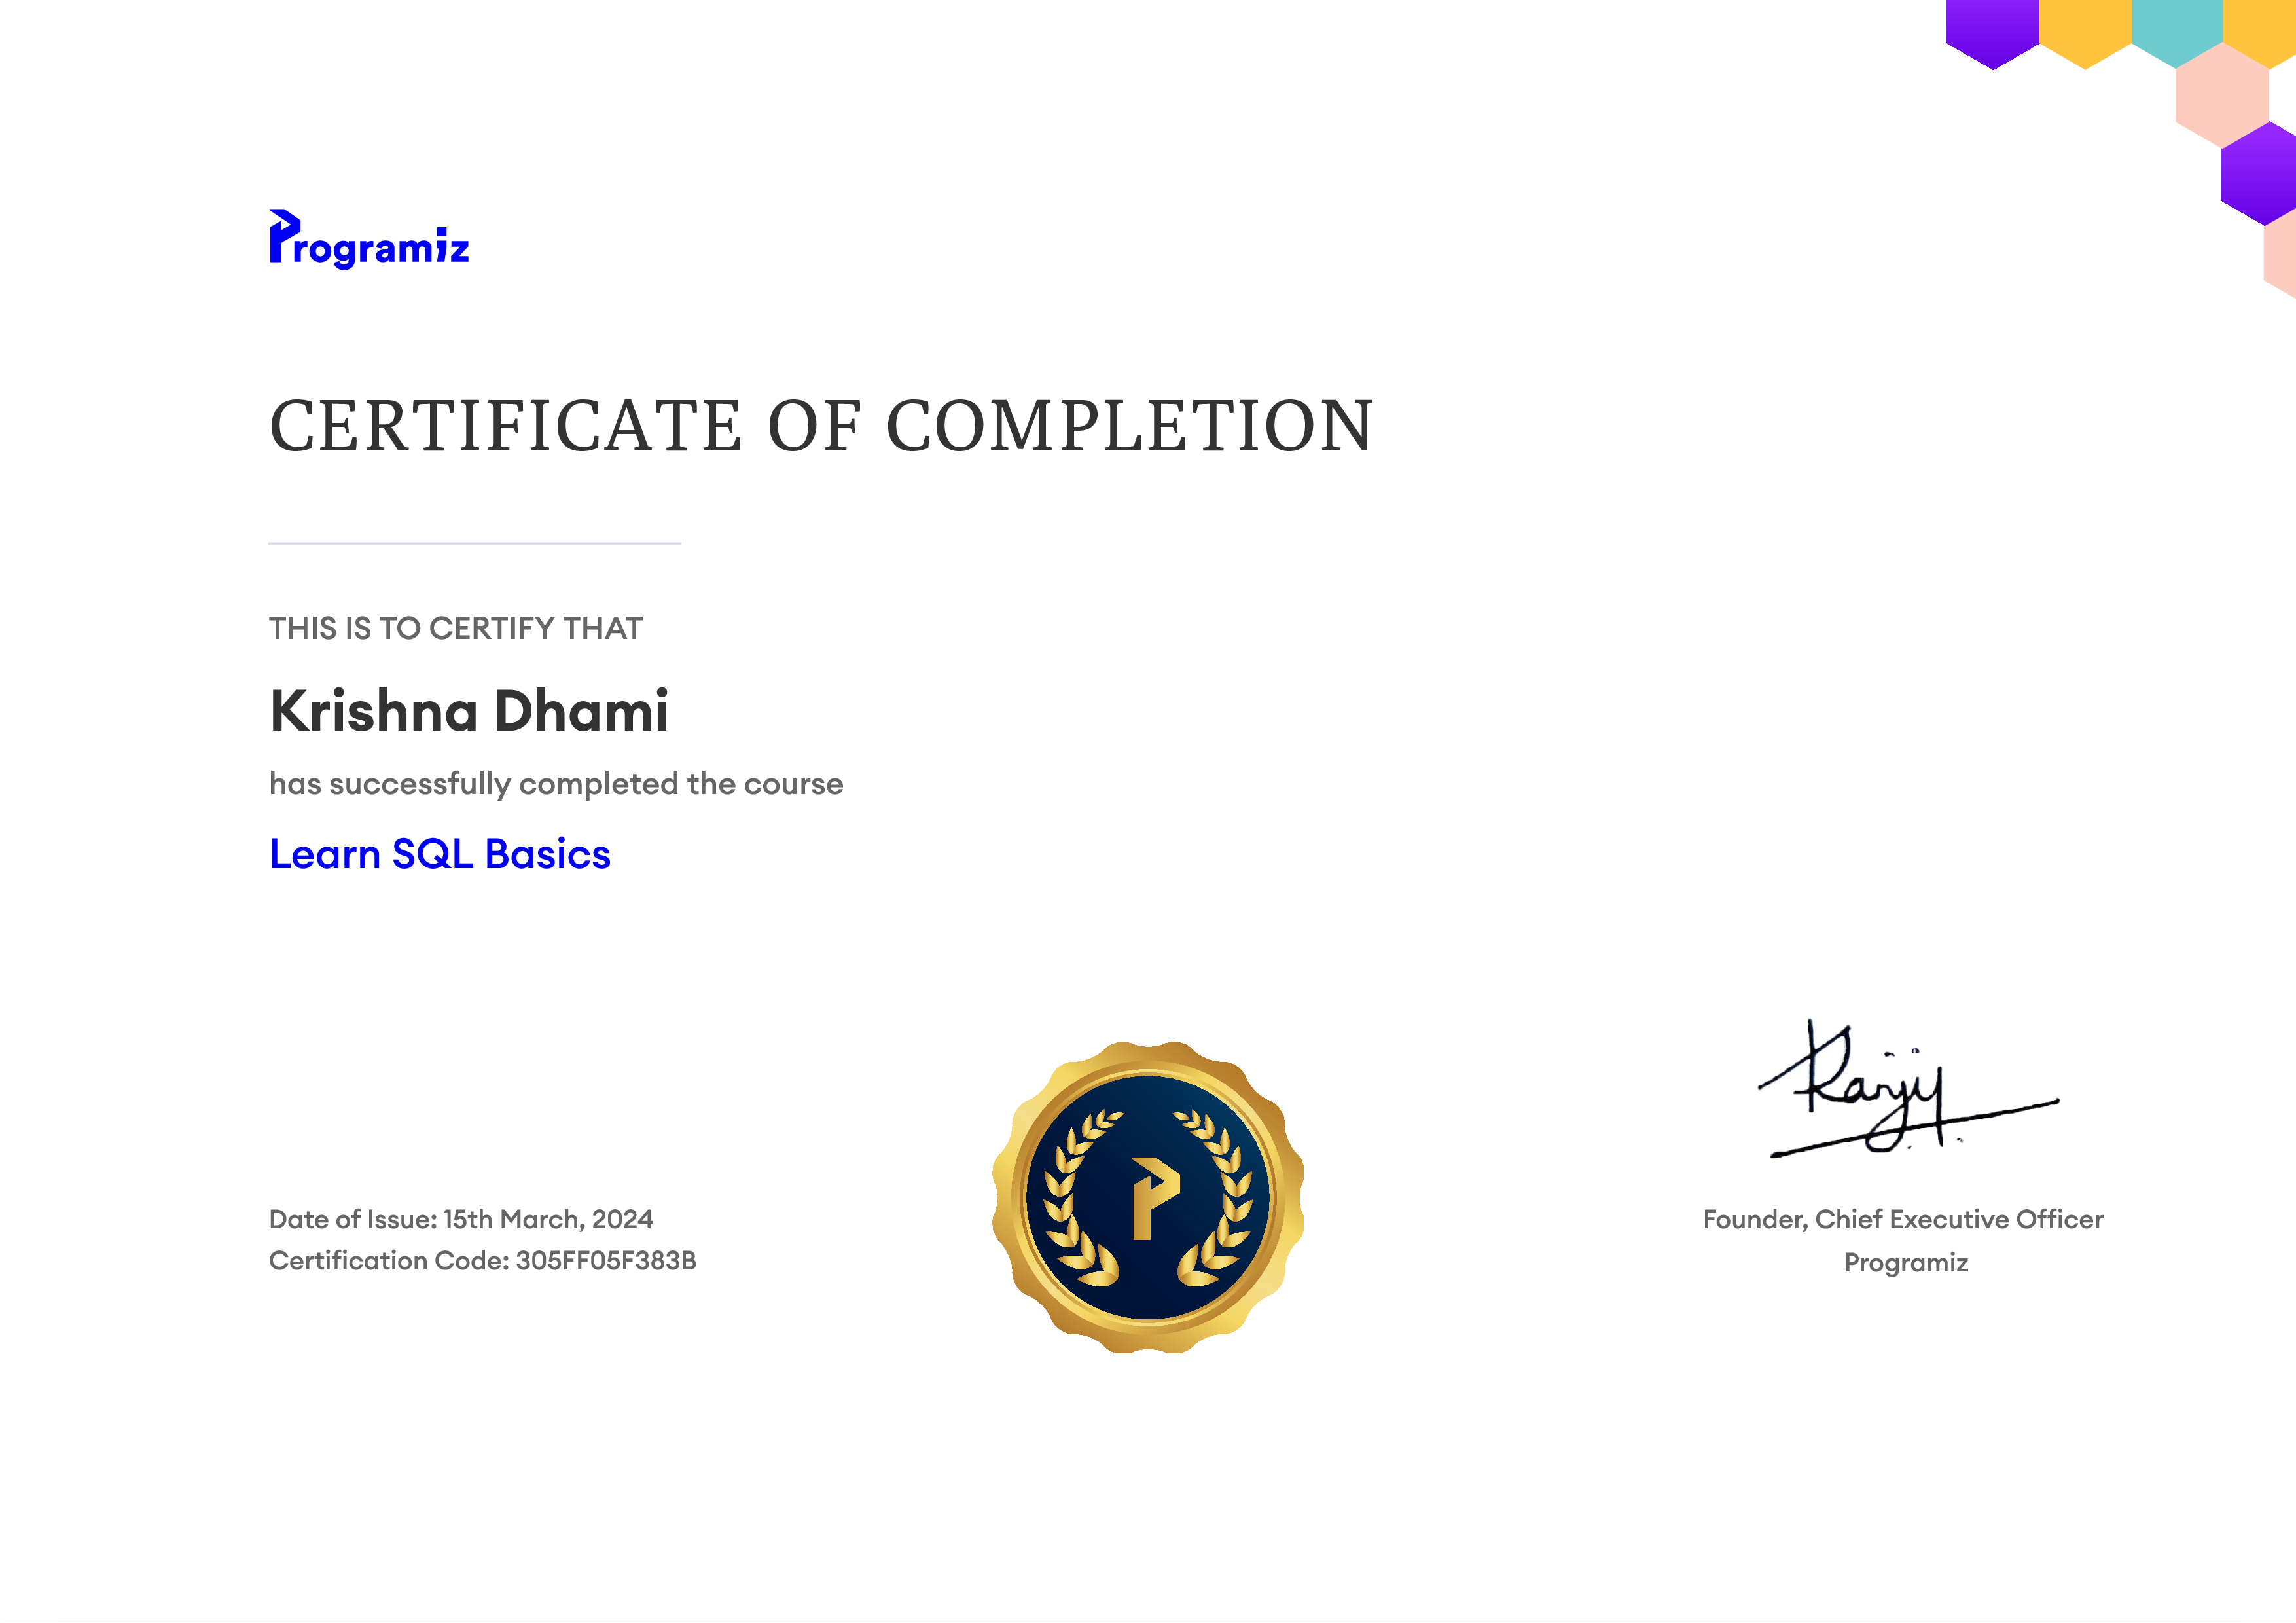 Programiz
CERTIFICATE OF COMPLETION
THIS IS TO CERTIFY THAT
Krishna Dhami
has successfully completed the course
Learn SQL Basics
Date of Issue: 15th March, 2024
Certification Code: 305FF05F383B
Founder, Chief Executive Officer
Programiz